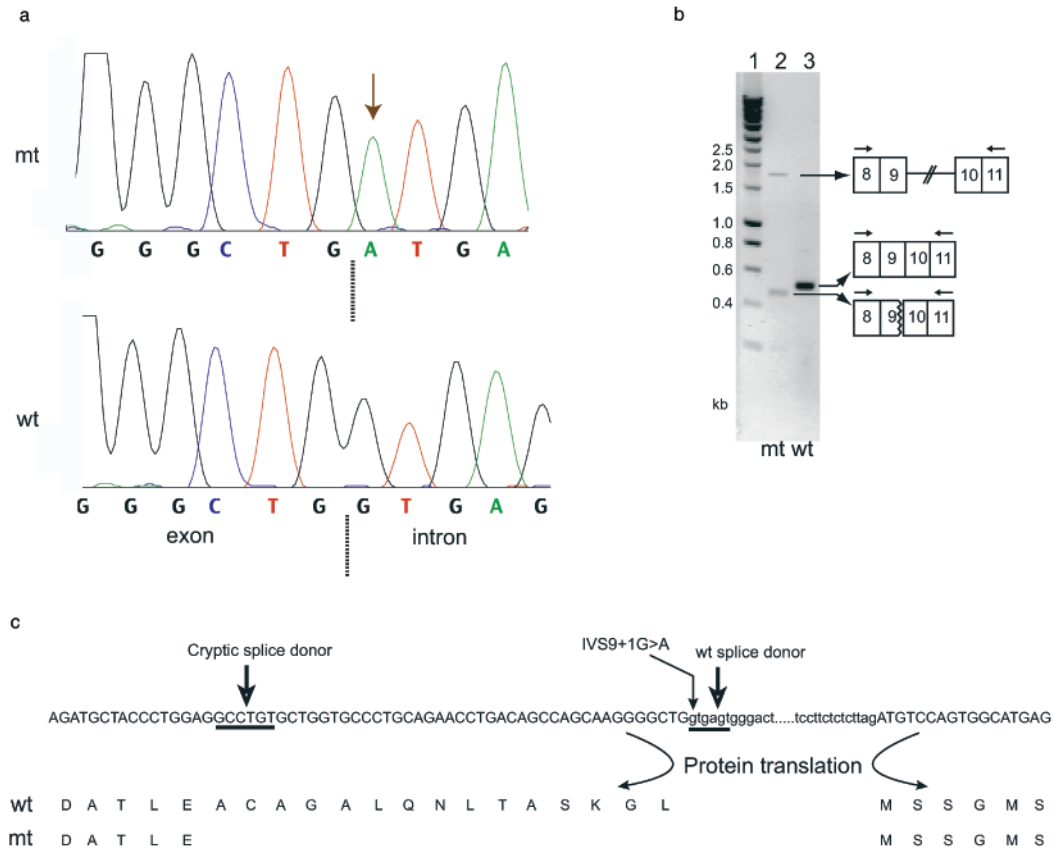 a
mt
G G G C T G A T G A
wt
G G G C T G G T G A G
exon intron
b
1 2 3
2.5
2.0
1.5
1.0
0.8
0.6
0.4
kb
mt wt
8 9 10 11
8 9 10 11
8 9 10 11
c
Cryptic splice donor
IVS9+1G>A
wt splice donor
AGATGCTACCCTGGAGGCCTGTGCTGGTGCCCTGCAGAACCTGACAGCCAGCAAGGGGCTGgtgagtgggact.....tccttctctcttagATGTCCAGTGGCATGAG
Protein translation
wt D A T L E A C A G A L Q N L T A S K G L M S S G M S
mt D A T L E M S S G M S